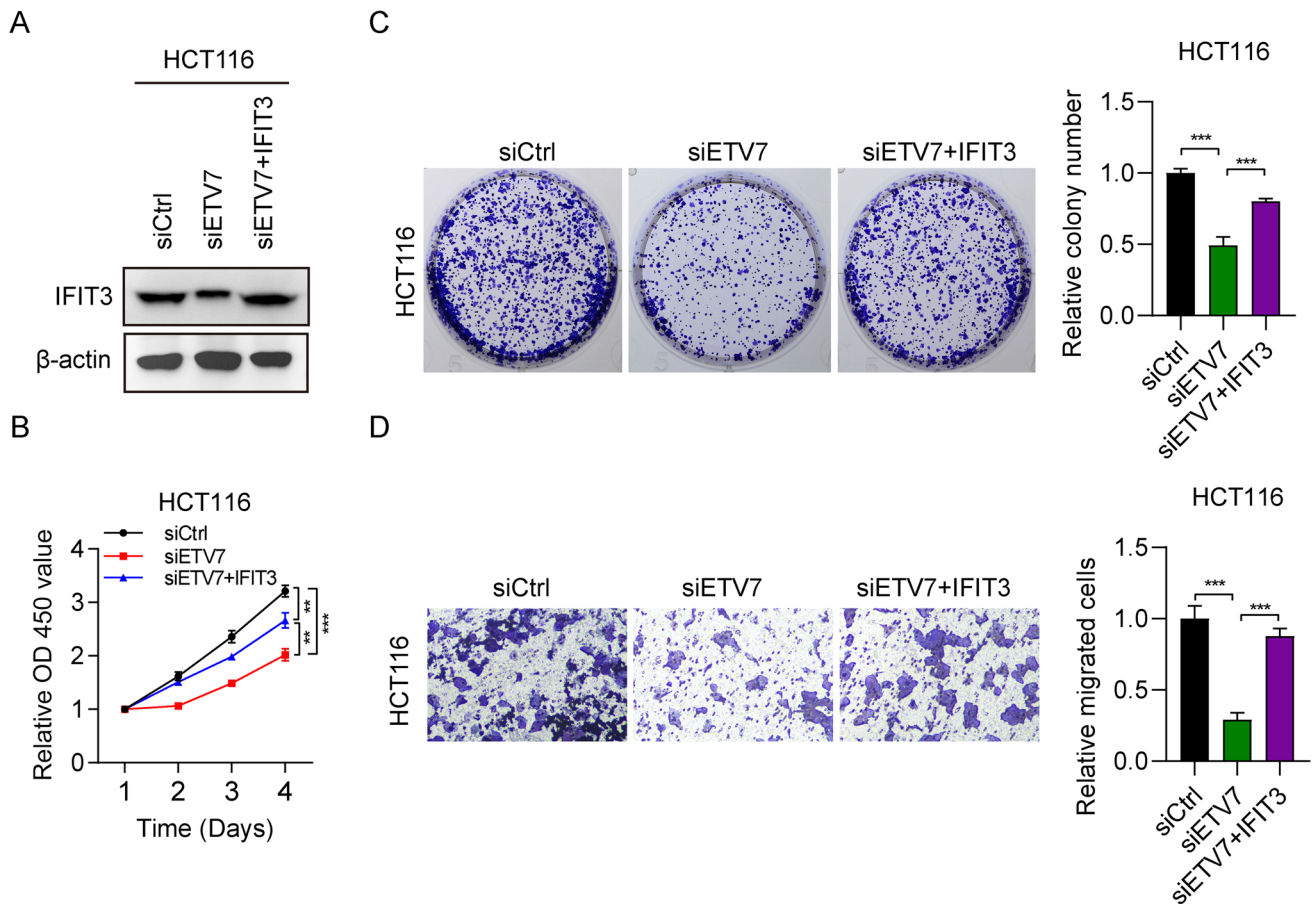 A
HCT116
siCtrl
siETV7
siETV7+IFIT3
IFIT3
β-actin
B
HCT116
siCtrl
siETV7
siETV7+IFIT3
Relative OD 450 value
4
3
2
1
0
**
**
***
1 2 3 4
Time (Days)
C
siCtrl siETV7 siETV7+IFIT3
HCT116
HCT116
Relative colony number
1.5
1.0
0.5
0.0
***
***
siCtrl
siETV7
siETV7+IFIT3
D
siCtrl siETV7 siETV7+IFIT3
HCT116
HCT116
Relative migrated cells
1.5
1.0
0.5
0.0
***
***
siCtrl
siETV7
siETV7+IFIT3